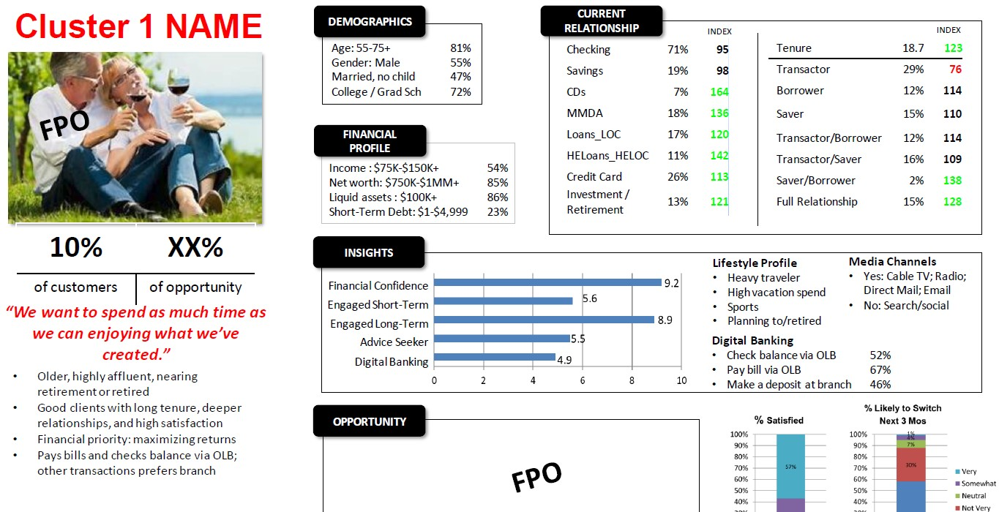 Cluster 1 NAME
FPO
10%
XX%
of customers
of opportunity
“We want to spend as much time as
we can enjoying what we’ve
created.”
• Older, highly affluent, nearing
retirement or retired
• Good clients with long tenure, deeper
relationships, and high satisfaction
• Financial priority: maximizing returns
• Pays bills and checks balance via OLB;
other transactions prefers branch
DEMOGRAPHICS
Age: 55-75+ 81%
Gender: Male 55%
Married, no child 47%
College / Grad Sch 72%
FINANCIAL
PROFILE
Income : $75K-$150K+ 54%
Net worth: $750K-$1MM+ 85%
Liquid assets : $100K+ 86%
Short-Term Debt: $1-$4,999 23%
CURRENT
RELATIONSHIP
INDEX
Checking 71% 95
Savings 19% 98
CDs 7% 164
MMDA 18% 136
Loans_LOC 17% 120
HELoans_HELOC 11% 142
Credit Card 26% 113
Investment /
Retirement 13% 121
INDEX
Tenure 18.7 123
Transactor 29% 76
Borrower 12% 114
Saver 15% 110
Transactor/Borrower 12% 114
Transactor/Saver 16% 109
Saver/Borrower 2% 138
Full Relationship 15% 128
INSIGHTS
Financial Confidence 9.2
Engaged Short-Term 5.6
Engaged Long-Term 8.9
Advice Seeker 5.5
Digital Banking 4.9
0 2 4 6 8 10
Lifestyle Profile
• Heavy traveler
• High vacation spend
• Sports
• Planning to/retired
Media Channels
• Yes: Cable TV; Radio;
Direct Mail; Email
• No: Search/social
Digital Banking
• Check balance via OLB 52%
• Pay bill via OLB 67%
• Make a deposit at branch 46%
OPPORTUNITY
FPO
% Satisfied
100%
90%
80%
70%
60%
50%
40%
57%
% Likely to Switch
Next 3 Mos
100%
90%
80%
70%
60%
50%
40%
1%
4%
7%
30%
Very
Somewhat
Neutral
Not Very